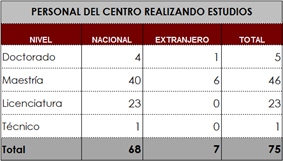 PERSONAL DEL CENTRO REALIZANDO ESTUDIOS
NIVEL NACIONAL EXTRANJERO TOTAL
Doctorado 4 1 5
Maestría 40 6 46
Licenciatura 23 0 23
Técnico 1 0 1
Total 68 7 75